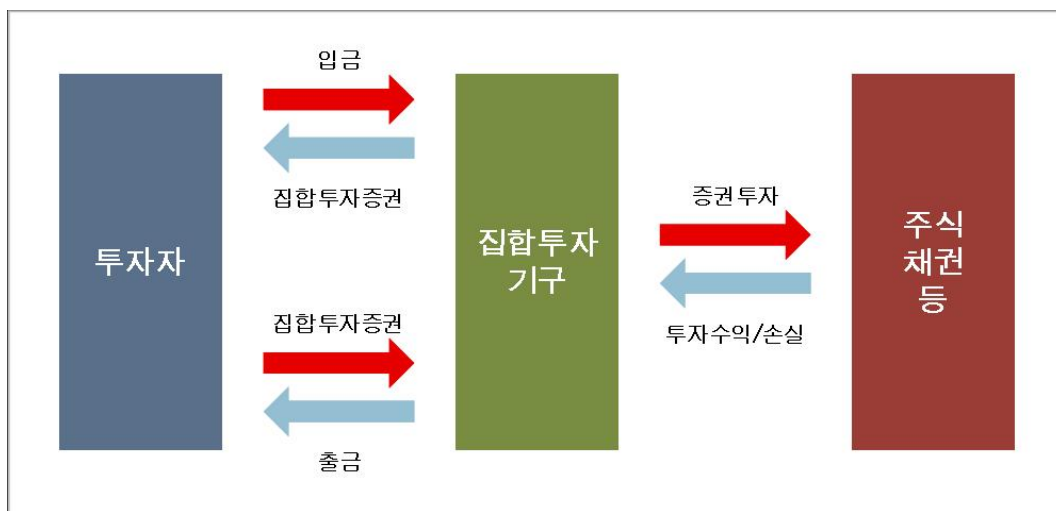 입금
집합투자증권
투자자
집합투자증권
출금
집합투자
기구
증권투자
투자수익/손실
주식
채권
등